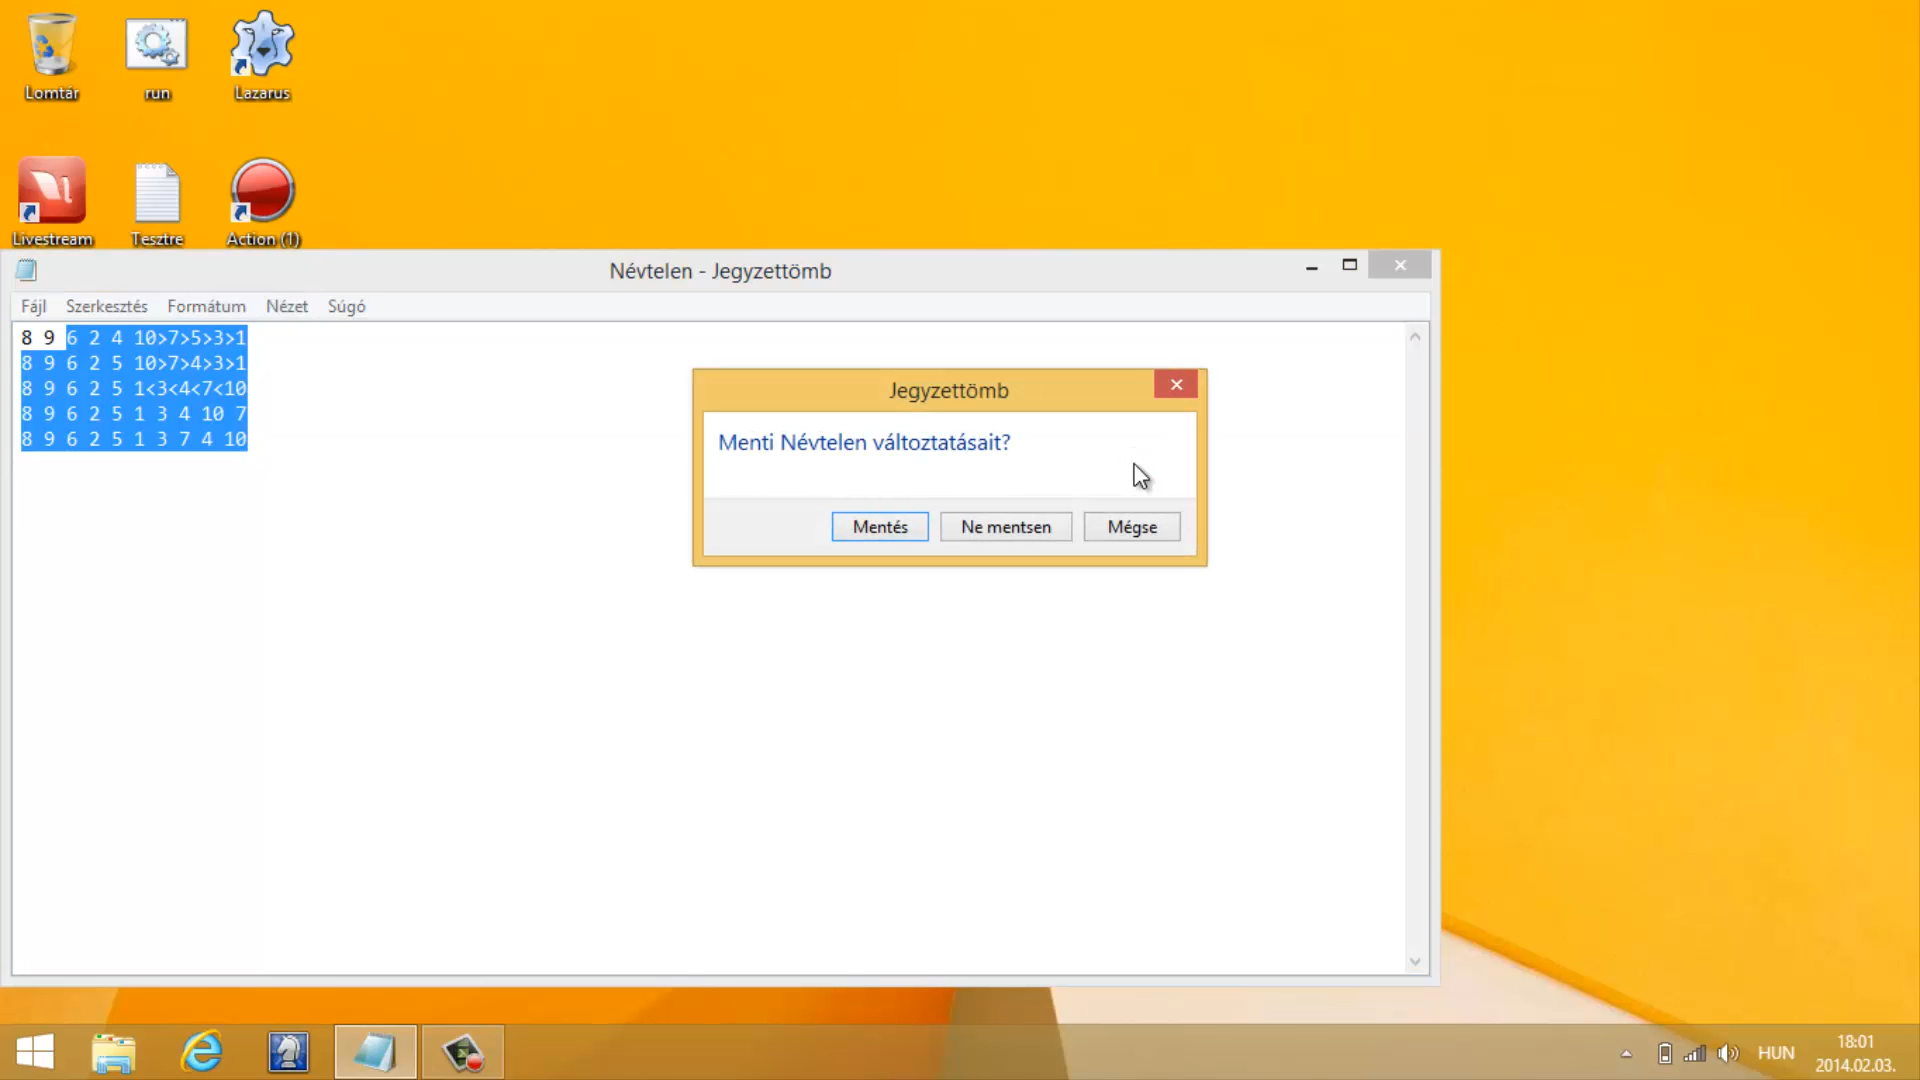 Lomtár
run
Lazarus
Livestream
Tesztre
Action (1)
Névtelen - Jegyzettömb
Fájl Szerkesztés Formátum Nézet Súgó
8 9 6 2 4 10>7>5>3>1
8 9 6 2 5 10>7>4>3>1
8 9 6 2 5 1<3<4<7<10
8 9 6 2 5 1 3 4 10 7
8 9 6 2 5 1 3 7 4 10
Jegyzettömb
Menti Névtelen változtatásait?
Mentés Ne mentsen Mégse
HUN
18:01
2014.02.03.